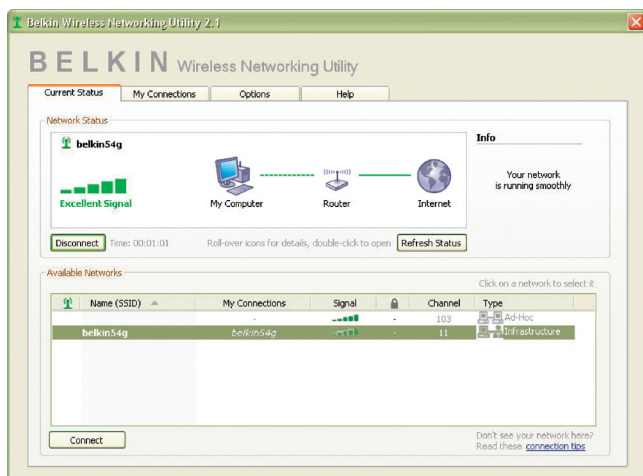 Belkin Wireless Networking Utility 2.1
BELKIN Wireless Networking Utility
Current Status My Connections Options Help
Network Status
belkin54g
Excellent Signal
My Computer Router Internet
Info
Your network
is running smoothly
Disconnect Time: 00:01:01 Roll-over icons for details, double-click to open Refresh Status
Available Networks
Click on a network to select it
Name (SSID) My Connections Signal Channel Type
- - 103 Ad-Hoc
belkin54g belkin54g - 11 Infrastructure
Connect
Don't see your network here?
Read these connection tips